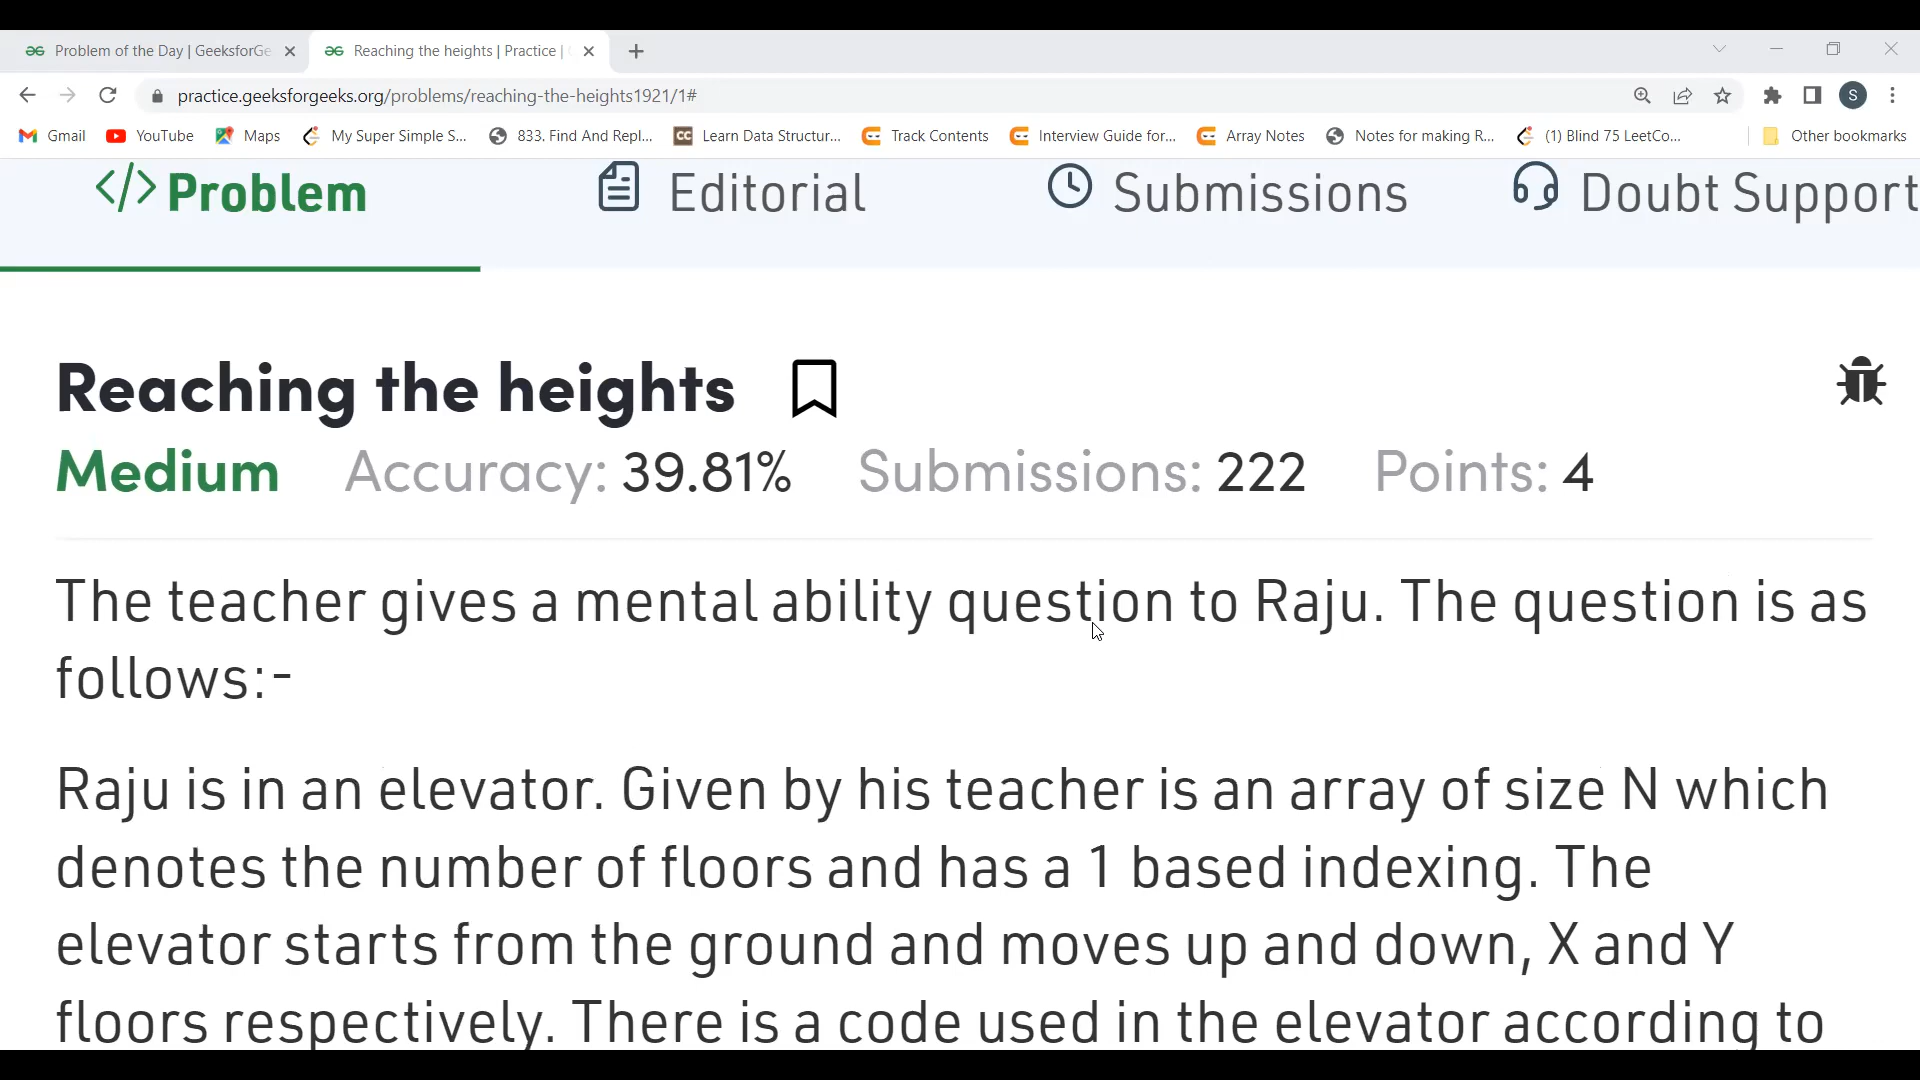 Problem of the Day | GeeksforGe
Reaching the heights | Practice |
practice.geeksforgeeks.org/problems/reaching-the-heights1921/1#
S
Gmail
YouTube
Maps
My Super Simple S...
833. Find And Repl...
CC
Learn Data Structur...
Track Contents
Interview Guide for...
Array Notes
Notes for making R...
(1) Blind 75 LeetCo...
Other bookmarks
</> Problem
Editorial
Submissions
Doubt Support
Reaching the heights
Medium Accuracy: 39.81% Submissions: 222 Points: 4
The teacher gives a mental ability question to Raju. The question is as
follows:-
Raju is in an elevator. Given by his teacher is an array of size N which
denotes the number of floors and has a 1 based indexing. The
elevator starts from the ground and moves up and down, X and Y
floors respectively. There is a code used in the elevator according to